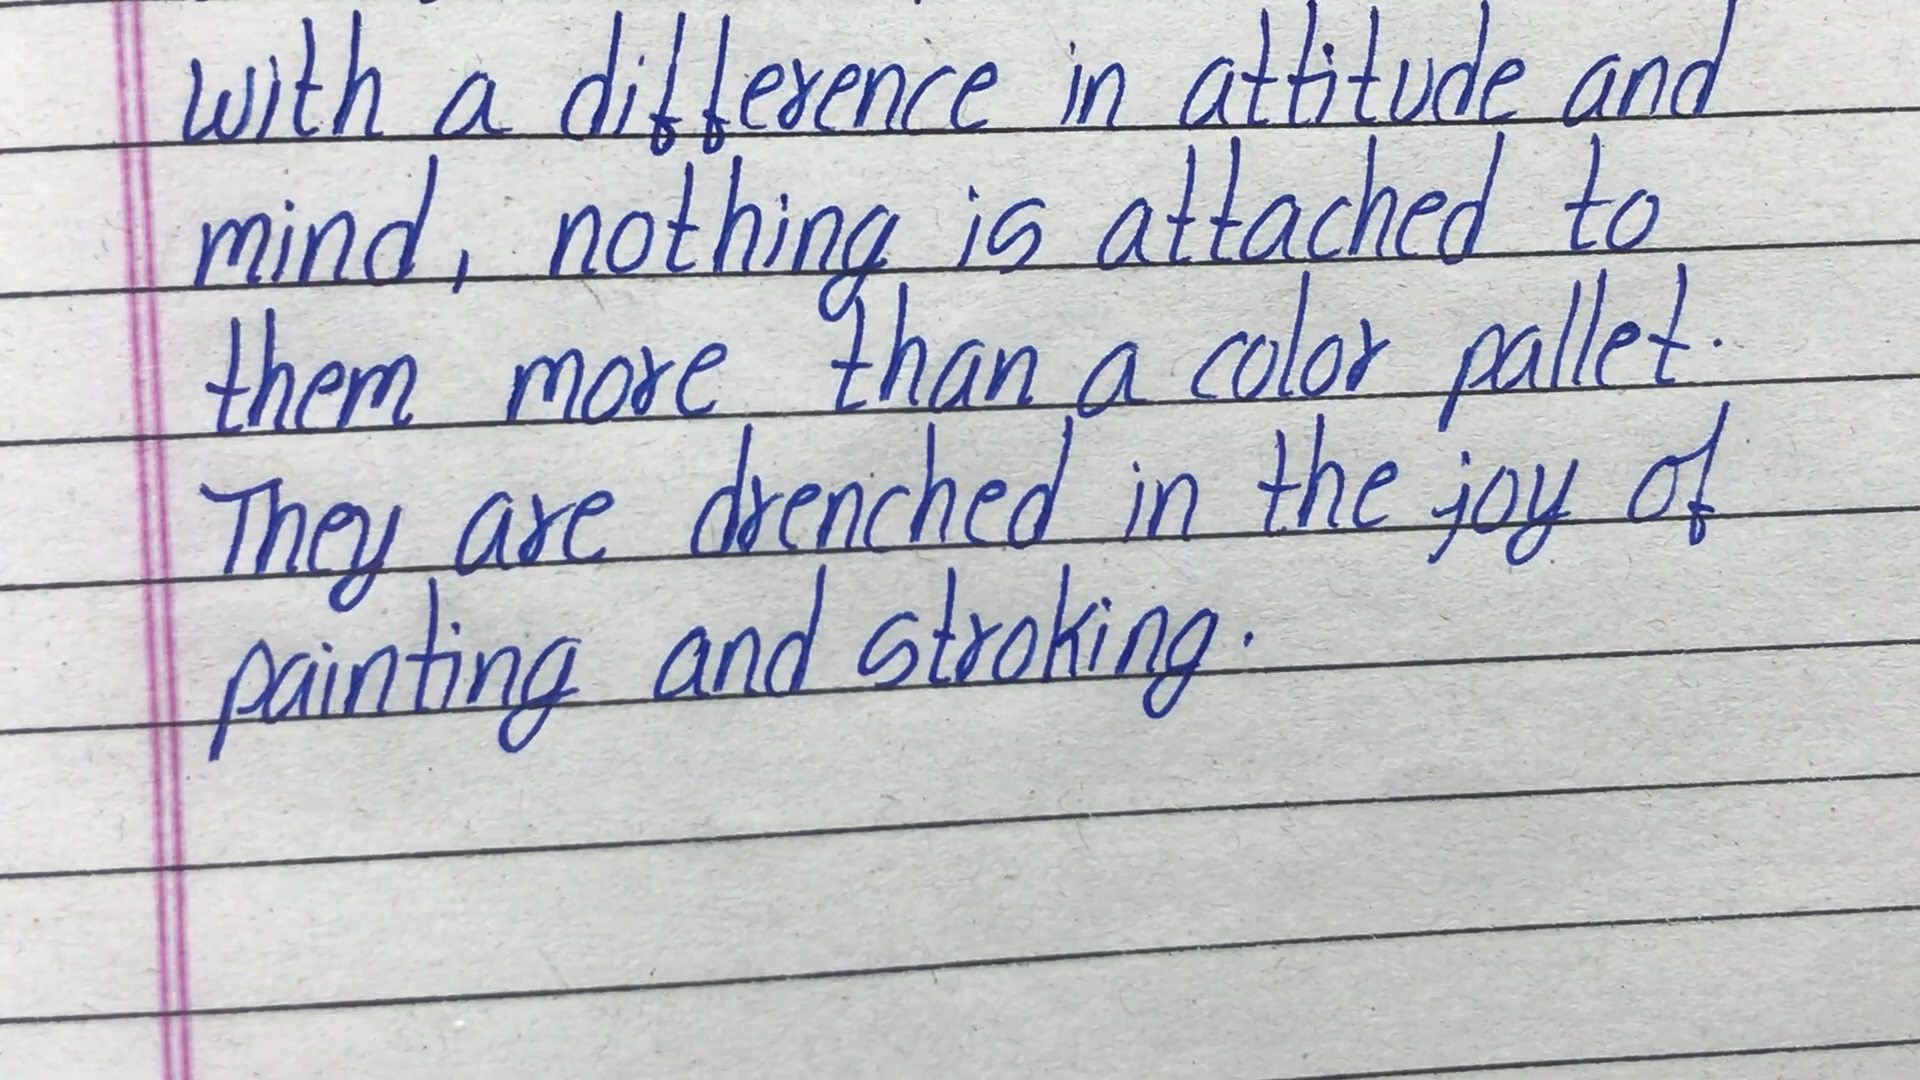 with a difference in attitude and
mind, nothing is attached to
them more than a color pallet.
They are drenched in the joy of
painting and stroking.